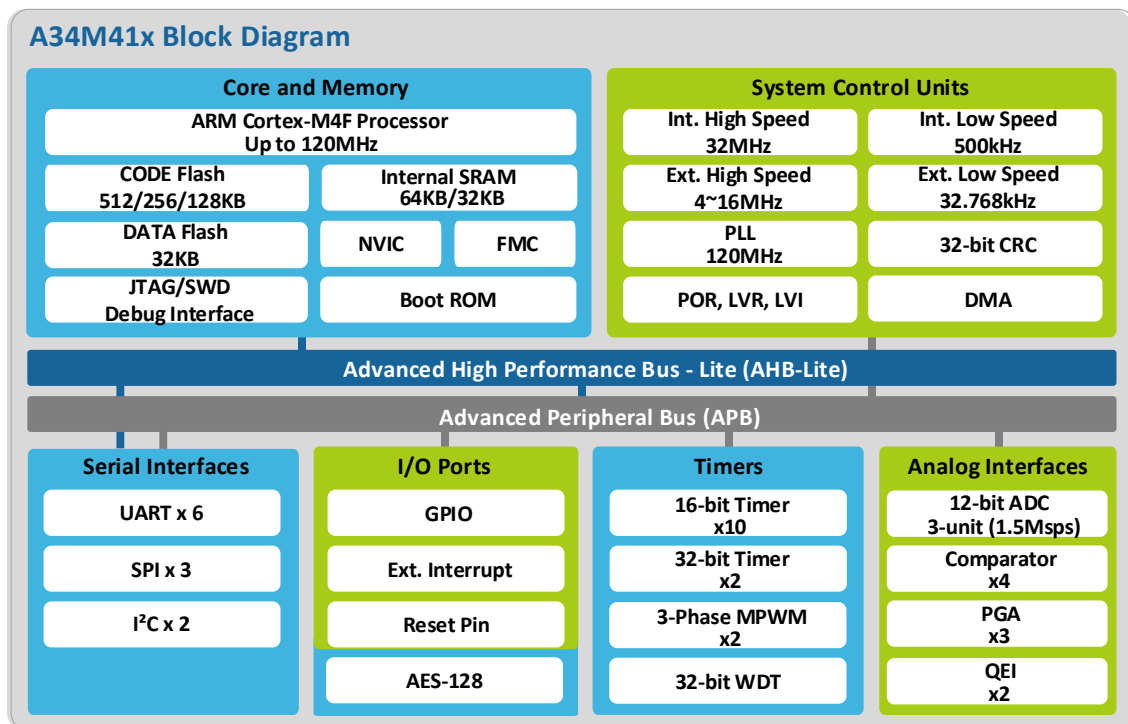 A34M41x Block Diagram
Core and Memory
ARM Cortex-M4F Processor
Up to 120MHz
CODE Flash
512/256/128KB
Internal SRAM
64KB/32KB
DATA Flash
32KB
NVIC
FMC
JTAG/SWD
Debug Interface
Boot ROM
System Control Units
Int. High Speed
32MHz
Int. Low Speed
500kHz
Ext. High Speed
4~16MHz
Ext. Low Speed
32.768kHz
PLL
120MHz
32-bit CRC
POR, LVR, LVI
DMA
Advanced High Performance Bus - Lite (AHB-Lite)
Advanced Peripheral Bus (APB)
Serial Interfaces
UART x 6
SPI x 3
I²C x 2
I/O Ports
GPIO
Ext. Interrupt
Reset Pin
AES-128
Timers
16-bit Timer
x10
32-bit Timer
x2
3-Phase MPWM
x2
32-bit WDT
Analog Interfaces
12-bit ADC
3-unit (1.5Msps)
Comparator
x4
PGA
x3
QEI
x2